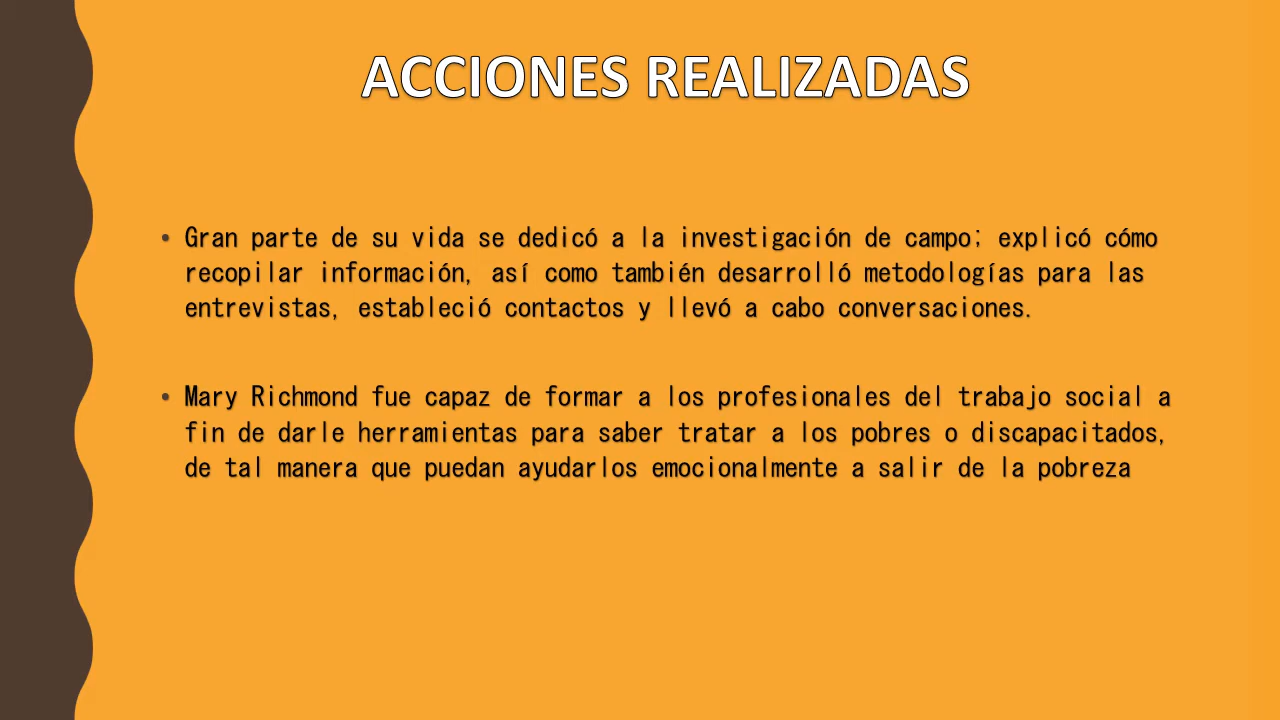 ACCIONES REALIZADAS
• Gran parte de su vida se dedicó a la investigación de campo; explicó cómo
recopilar información, así como también desarrolló metodologías para las
entrevistas, estableció contactos y llevó a cabo conversaciones.
• Mary Richmond fue capaz de formar a los profesionales del trabajo social a
fin de darle herramientas para saber tratar a los pobres o discapacitados,
de tal manera que puedan ayudarlos emocionalmente a salir de la pobreza